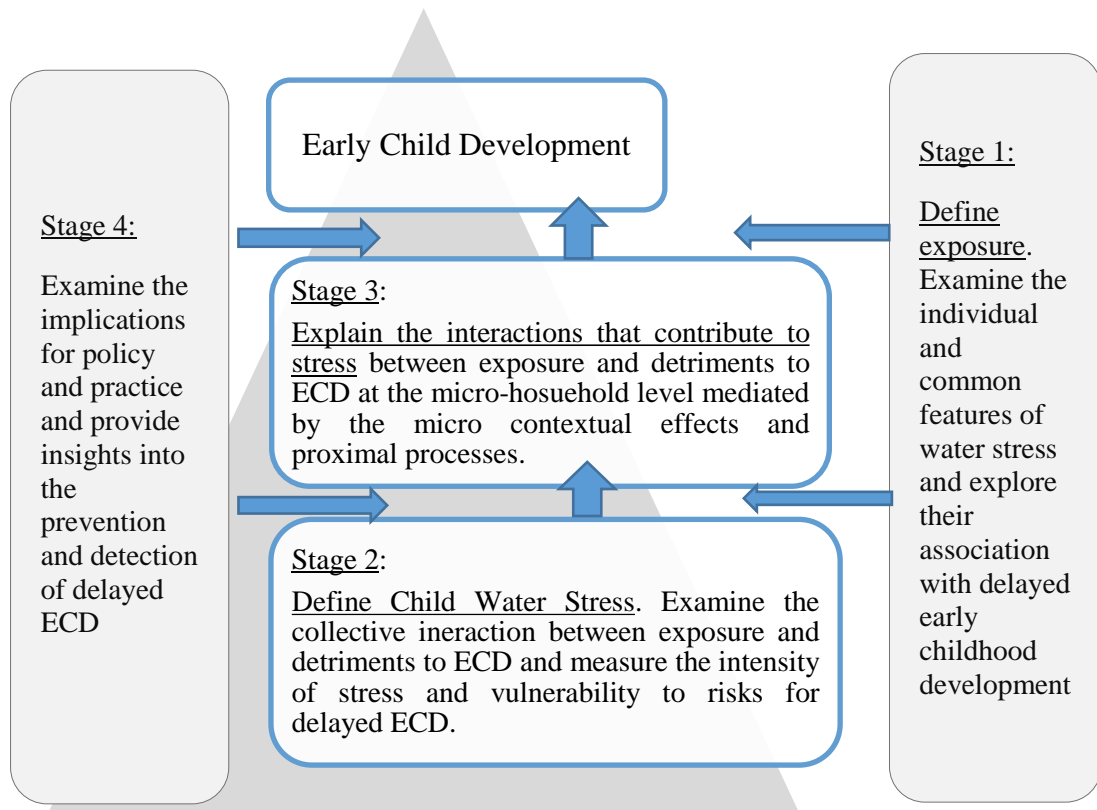 Early Child Development
Stage 4:
Examine the
implications
for policy
and practice
and provide
insights into
the
prevention
and detection
of delayed
ECD
Stage 3:
Explain the interactions that contribute to
stress between exposure and detriments to
ECD at the micro-hosuehold level mediated
by the micro contextual effects and
proximal processes.
Stage 2:
Define Child Water Stress. Examine the
collective ineraction between exposure and
detriments to ECD and measure the intensity
of stress and vulnerability to risks for
delayed ECD.
Stage 1:
Define
exposure.
Examine the
individual
and
common
features of
water stress
and explore
their
association
with delayed
early
childhood
development